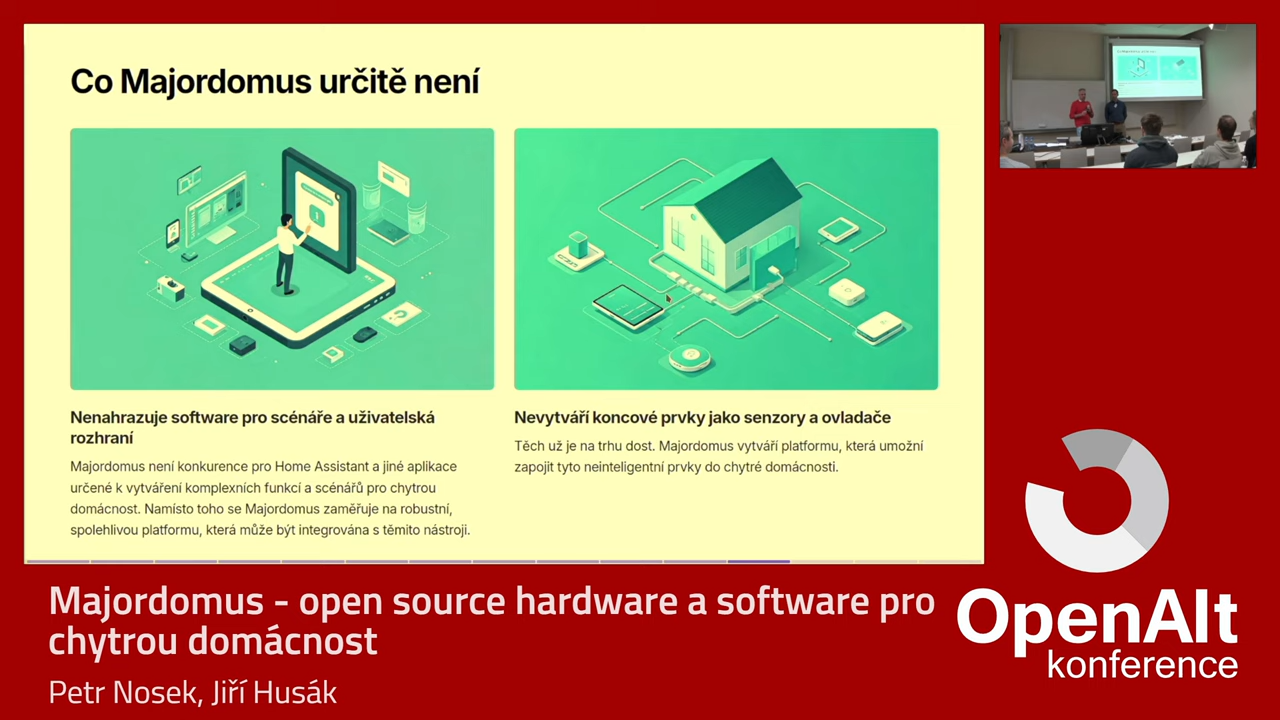 Co Majordomus určitě není
Nenahrazuje software pro scénáře a uživatelská
rozhraní
Majordomus není konkurence pro Home Assistant a jiné aplikace
určené k vytváření komplexních funkcí a scénářů pro chytrou
domácnost. Namísto toho se Majordomus zaměřuje na robustní,
spolehlivou platformu, která může být integrována s těmito nástroji.
Nevytváří koncové prvky jako senzory a ovladače
Těch už je na trhu dost. Majordomus vytváří platformu, která umožní
zapojit tyto neinteligentní prvky do chytré domácnosti.
Majordomus - open source hardware a software pro
chytrou domácnost
Petr Nosek, Jiří Husák
OpenAlt
konference